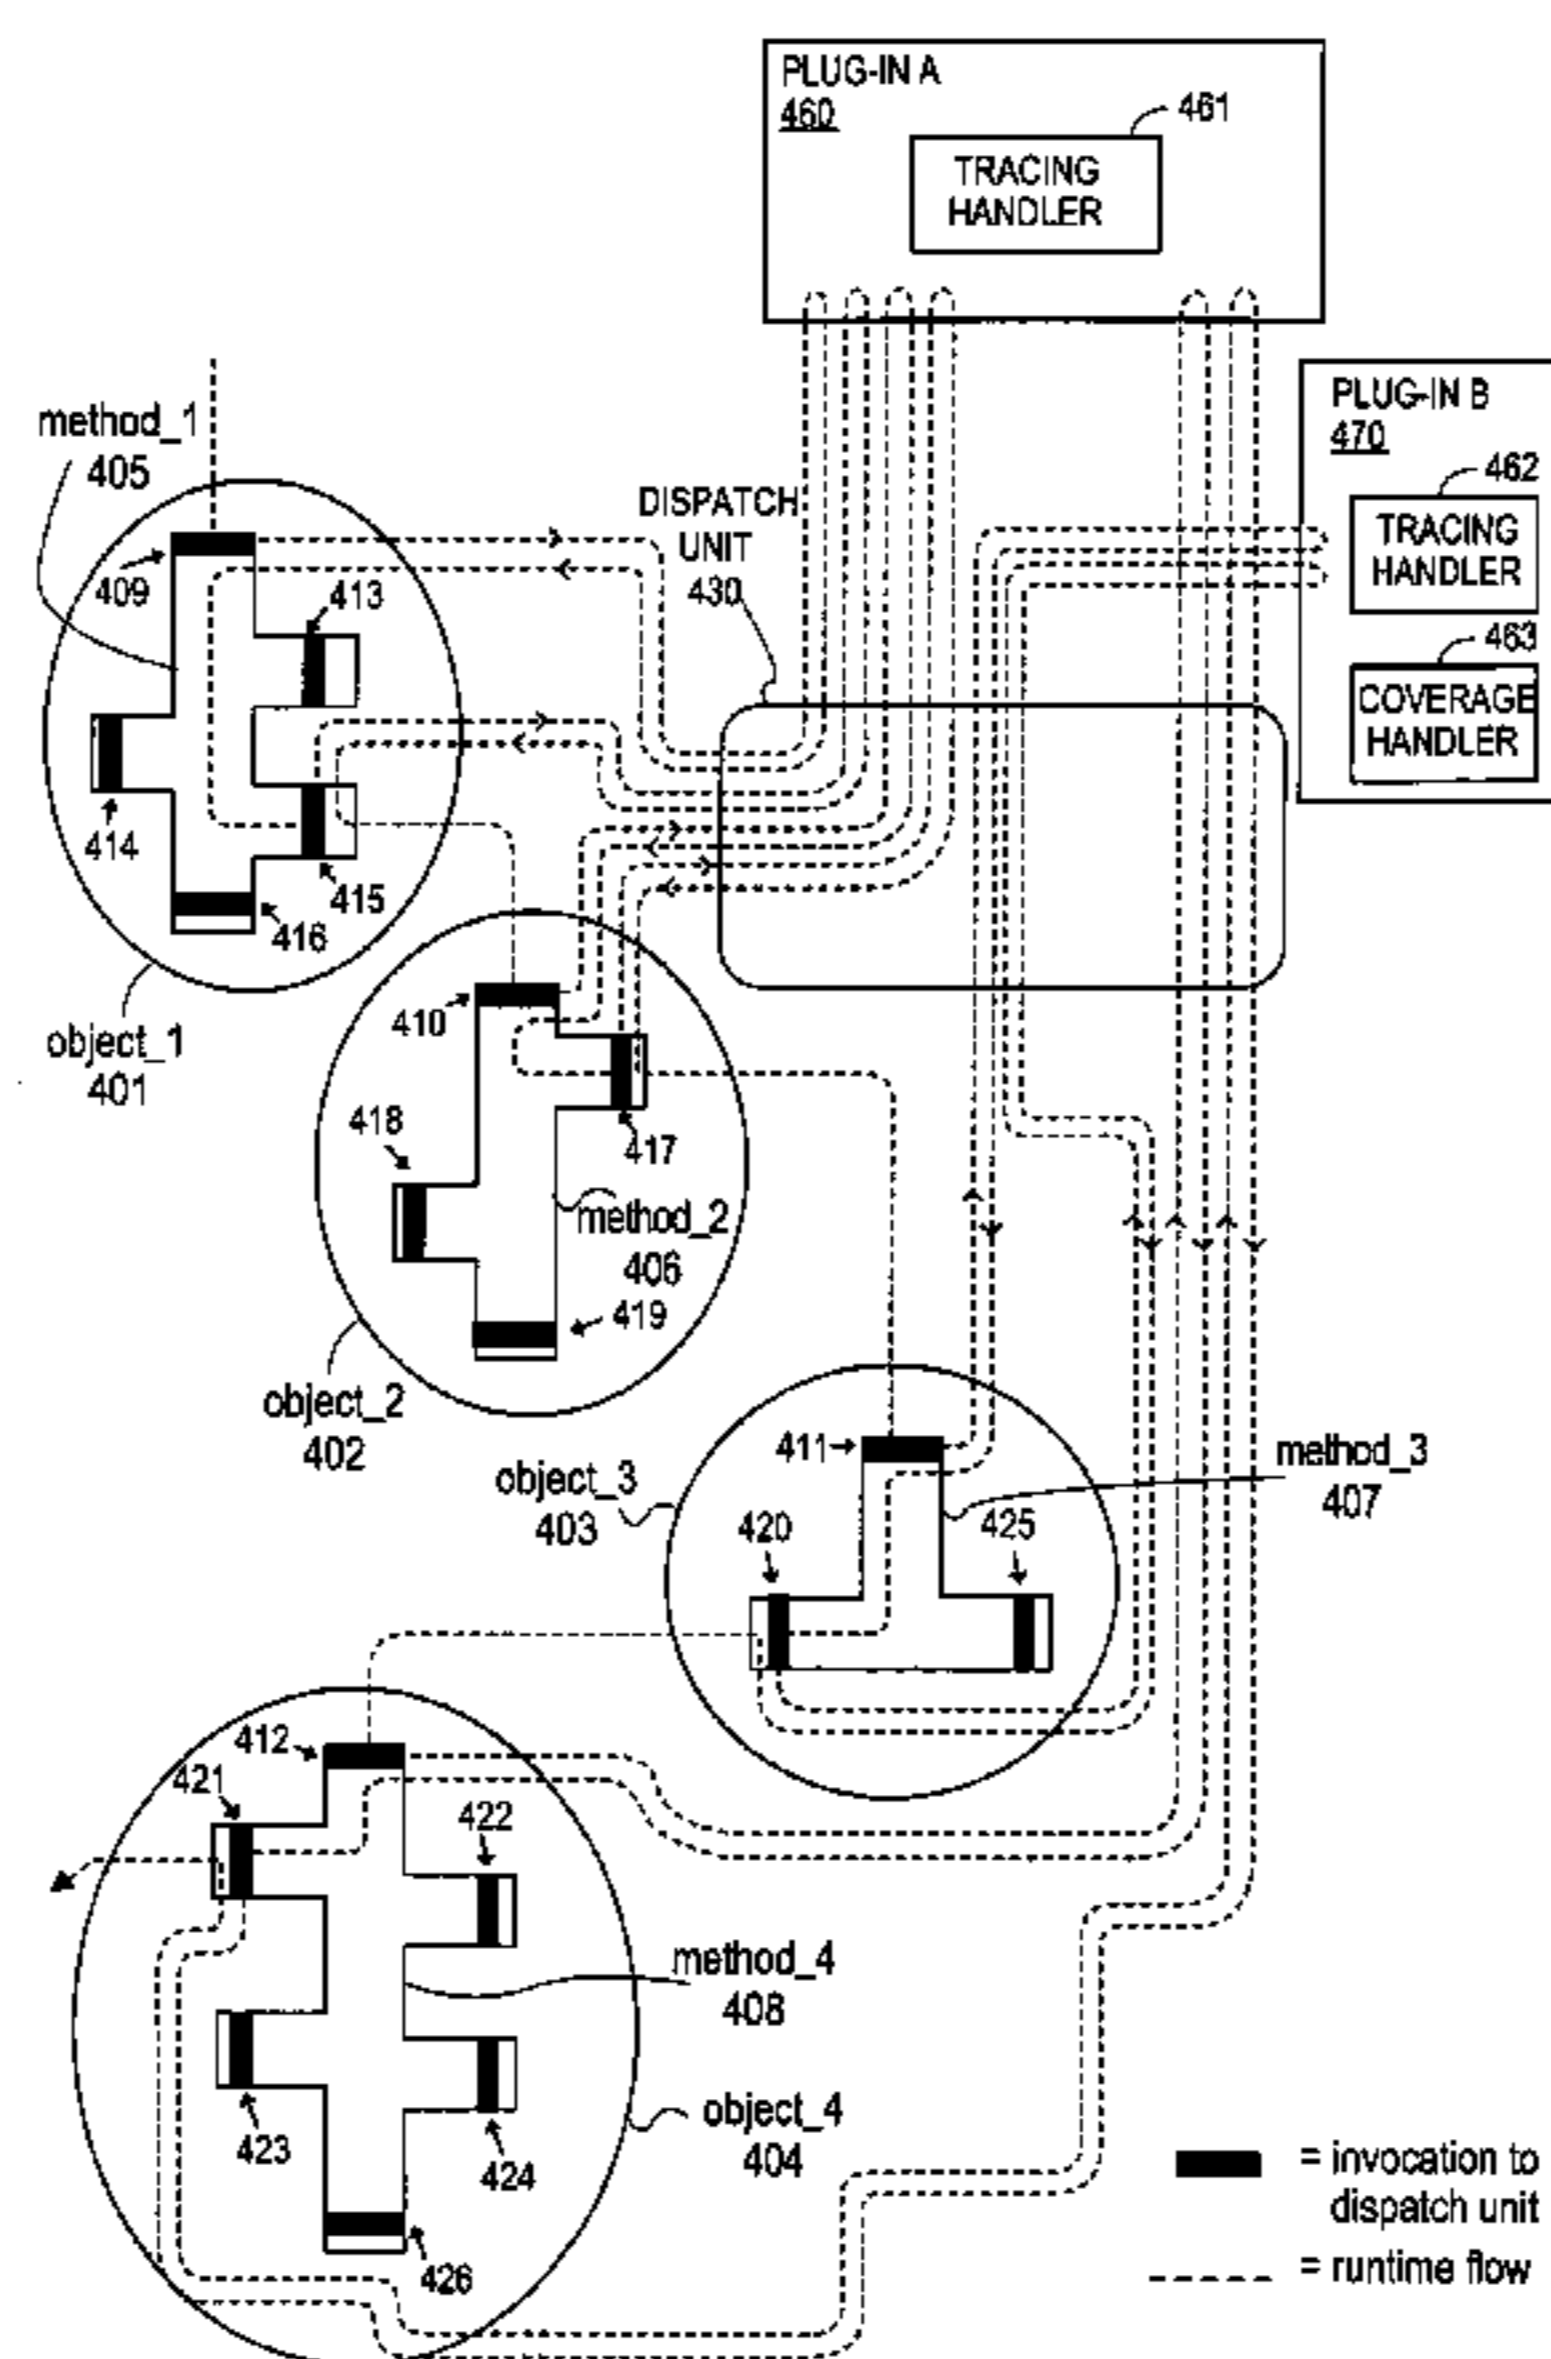 PLUG-IN A
460
461
TRACING
HANDLER
PLUG-IN B
470
462
TRACING
HANDLER
463
COVERAGE
HANDLER
method_1
405
DISPATCH
UNIT
430
409
413
414
415
416
object_1
401
410
418
417
method_2
406
419
object_2
402
411
method_3
407
object_3
403
420
425
412
421
422
method_4
408
423
424
object_4
404
426
= invocation to
dispatch unit
= runtime flow